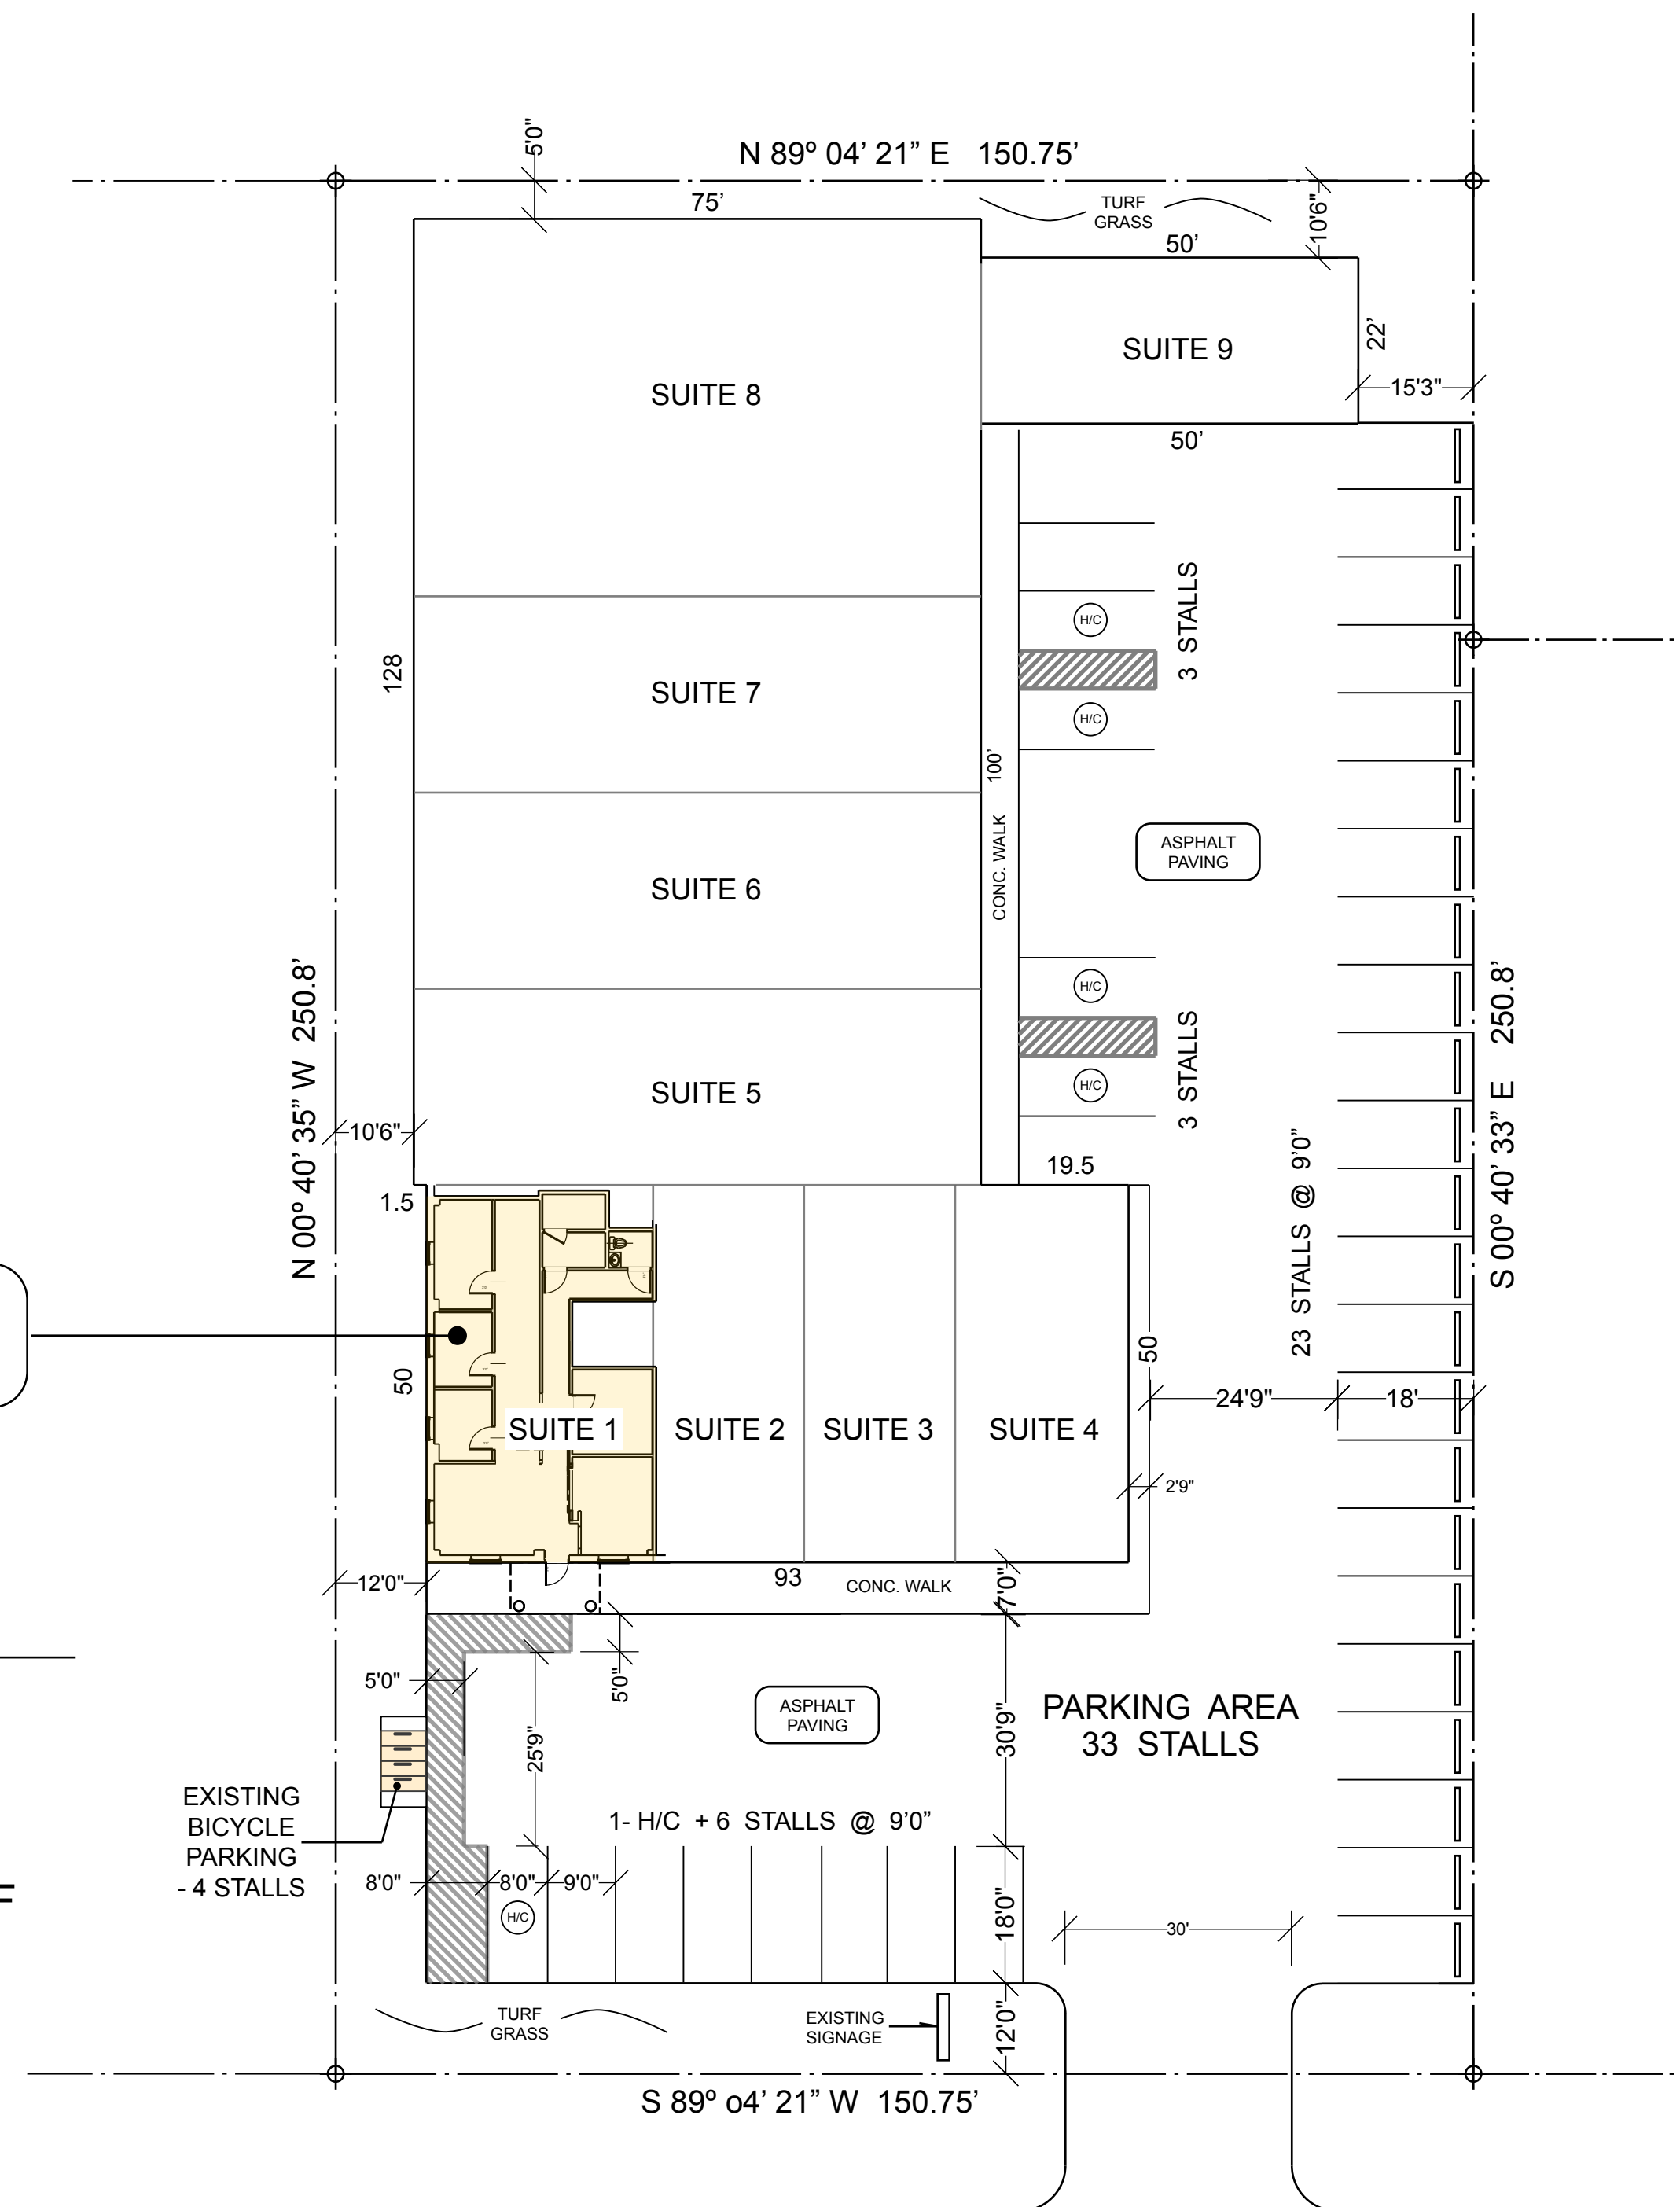 5'0"
N 89º 04’ 21” E 150.75’
75’
TURF
GRASS
10'6"
50’
SUITE 9
22’
15'3"
50’
SUITE 8
3 STALLS
H/C
H/C
128
SUITE 7
100’
CONC. WALK
ASPHALT
PAVING
SUITE 6
N 00º 40’ 35” W 250.8’
S 00º 40’ 33” E 250.8’
H/C
H/C
3 STALLS
SUITE 5
10'6"
19.5
1.5
23 STALLS @ 9’0”
50
50
24'9"
18'
SUITE 1
SUITE 2
SUITE 3
SUITE 4
2'9"
12'0"
93
CONC. WALK
7'0"
5'0"
5'0"
25'9"
ASPHALT
PAVING
30'9"
PARKING AREA
33 STALLS
EXISTING
BICYCLE
PARKING
- 4 STALLS
1- H/C + 6 STALLS @ 9’0”
8'0"
8'0"
9'0"
H/C
18'0"
30'
TURF
GRASS
EXISTING
SIGNAGE
12'0"
S 89º o4’ 21” W 150.75’